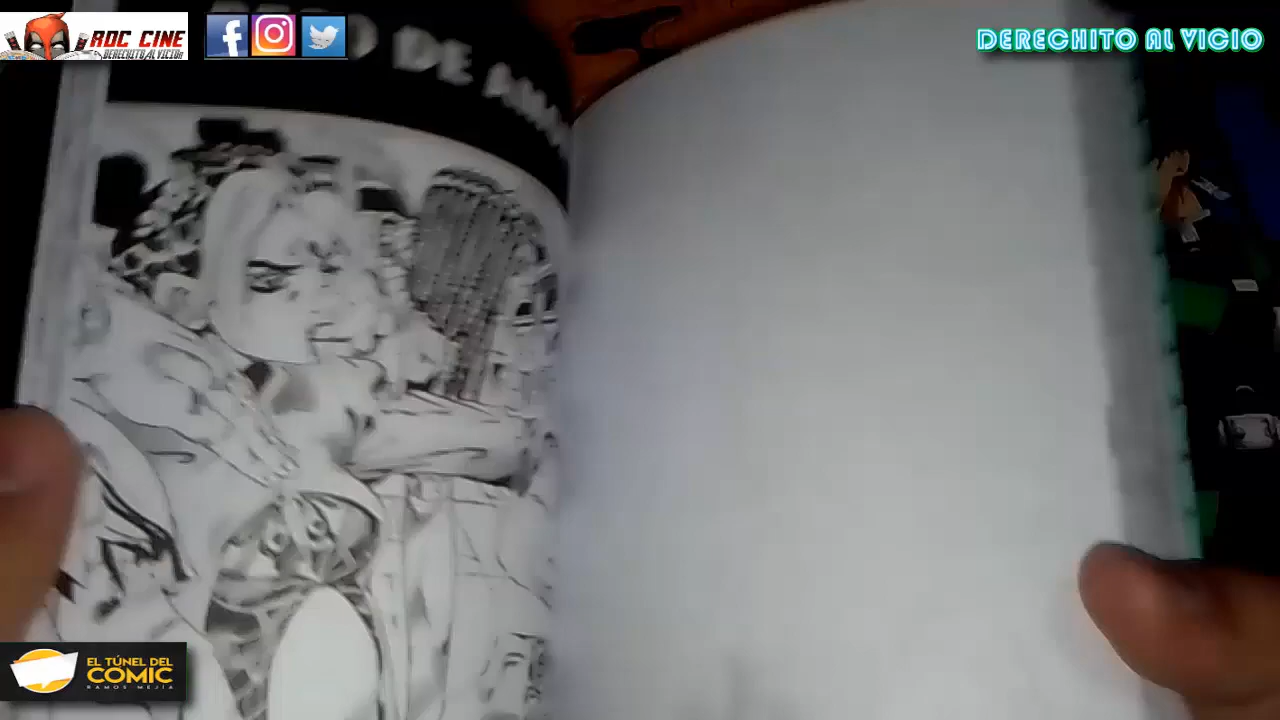 ROC CINE
DERECHITO AL VICIO
DERECHITO AL VICIO
DE
EL TÚNEL DEL
COMIC
RAMOS MEJÍA